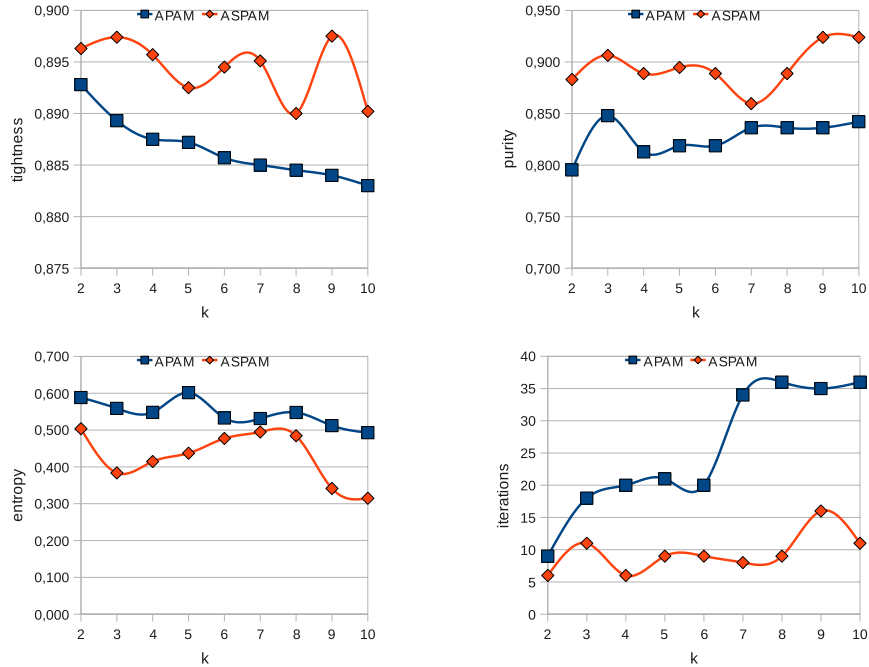 APAM ASPAM
0,900
0,895
0,890
0,885
0,880
0,875
tightness
2 3 4 5 6 7 8 9 10
k
APAM ASPAM
0,950
0,900
0,850
0,800
0,750
0,700
purity
2 3 4 5 6 7 8 9 10
k
APAM ASPAM
0,700
0,600
0,500
0,400
0,300
0,200
0,100
0,000
entropy
2 3 4 5 6 7 8 9 10
k
APAM ASPAM
40
35
30
25
20
15
10
5
0
iterations
2 3 4 5 6 7 8 9 10
k